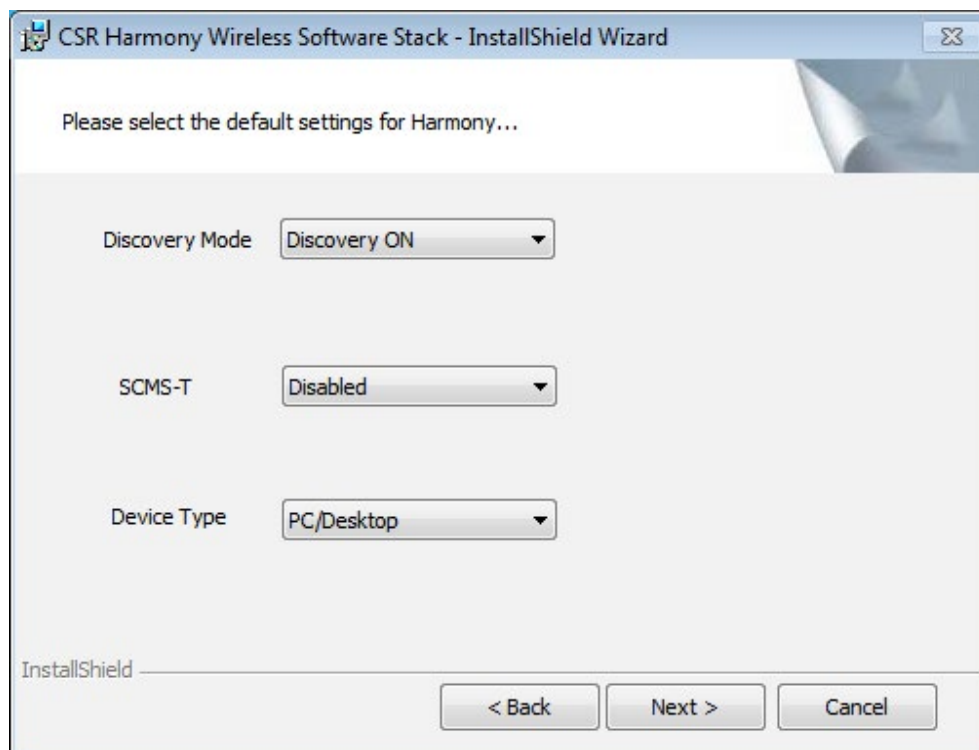 CSR Harmony Wireless Software Stack - InstallShield Wizard
Please select the default settings for Harmony...
Discovery Mode Discovery ON
SCMS-T Disabled
Device Type PC/Desktop
InstallShield
< Back Next > Cancel